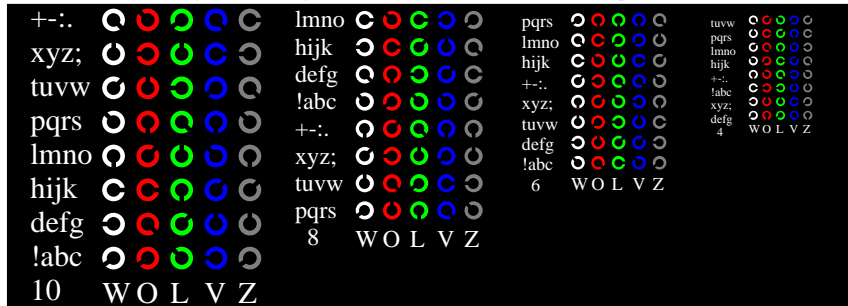 +-:.
xyz;
tuvw
pqrs
lmno
hijk
defg
!abc
10 W O L V Z
lmno
hijk
defg
!abc
+-:.
xyz;
tuvw
pqrs
8 W O L V Z
pqrs
lmno
hijk
+-:.
xyz;
tuvw
defg
!abc
6 W O L V Z
tuvw
pqrs
lmno
hijk
+-:.
!abc
xyz;
defg
4 W O L V Z